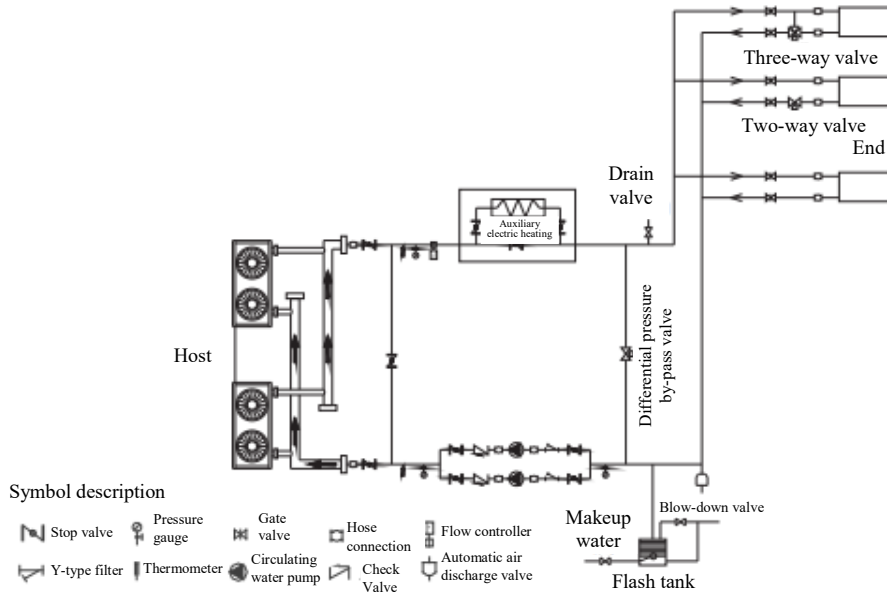 Three-way valve
Two-way valve
End
Drain
valve
Auxiliary
electric heating
Differential pressure
by-pass valve
Host
Symbol description
Stop valve
Pressure
gauge
Gate
valve
Hose
connection
Flow controller
Y-type filter
Thermometer
Circulating
water pump
Check
Valve
Automatic air
discharge valve
Makeup
water
Blow-down valve
Flash tank